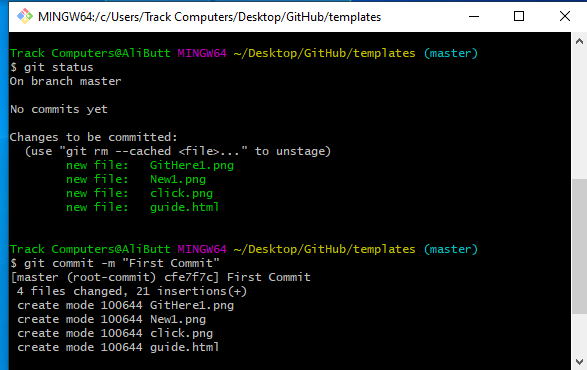 MINGW64:/c/Users/Track Computers/Desktop/GitHub/templates
Track Computers@AliButt MINGW64 ~/Desktop/GitHub/templates (master)
$ git status
On branch master
No commits yet
Changes to be committed:
  (use "git rm --cached <file>..." to unstage)
        new file:   GitHere1.png
        new file:   New1.png
        new file:   click.png
        new file:   guide.html
Track Computers@AliButt MINGW64 ~/Desktop/GitHub/templates (master)
$ git commit -m "First Commit"
[master (root-commit) cfe7f7c] First Commit
 4 files changed, 21 insertions(+)
 create mode 100644 GitHere1.png
 create mode 100644 New1.png
 create mode 100644 click.png
 create mode 100644 guide.html